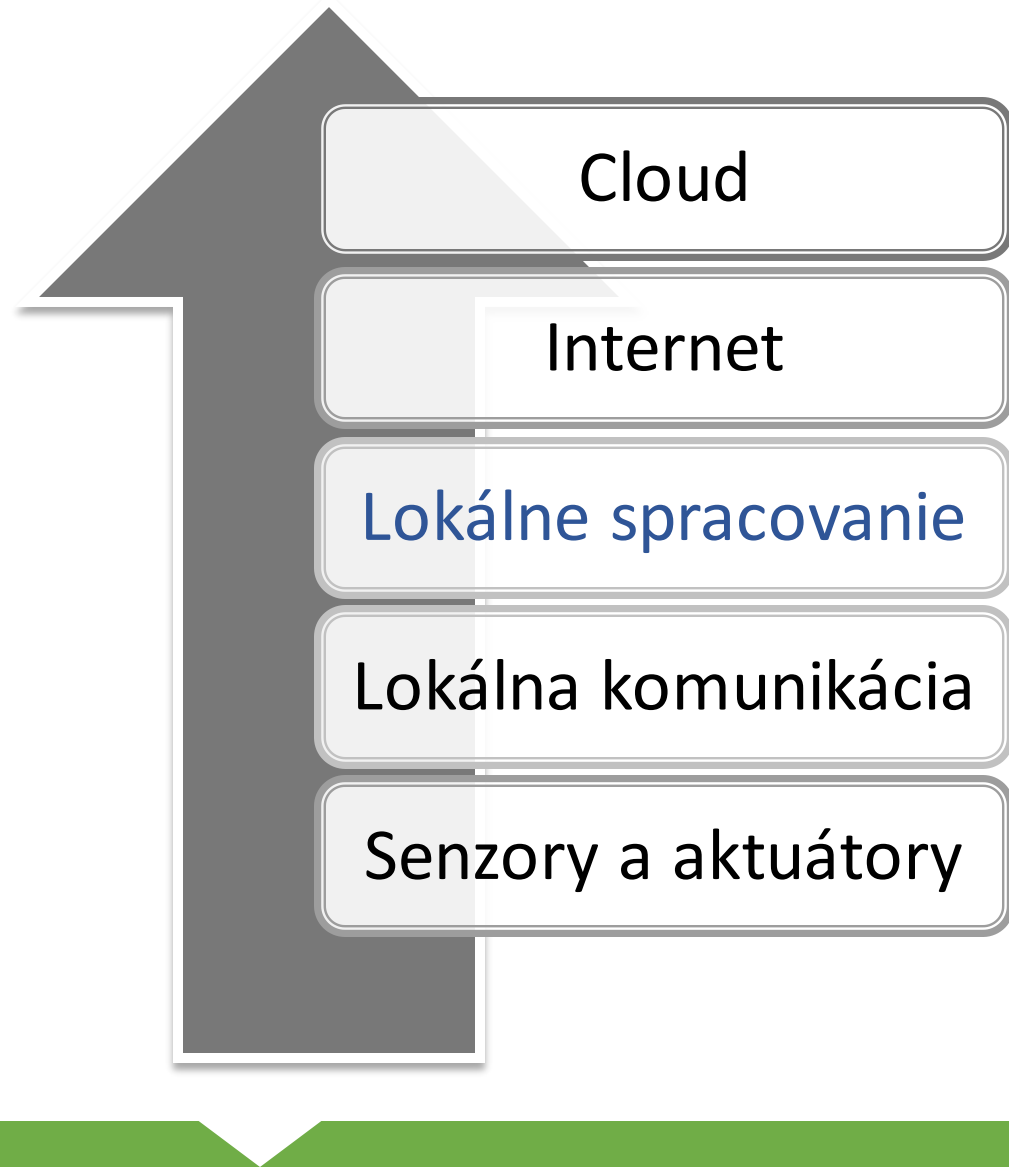 Cloud
Internet
Lokálne spracovanie
Lokálna komunikácia
Senzory a aktuátory